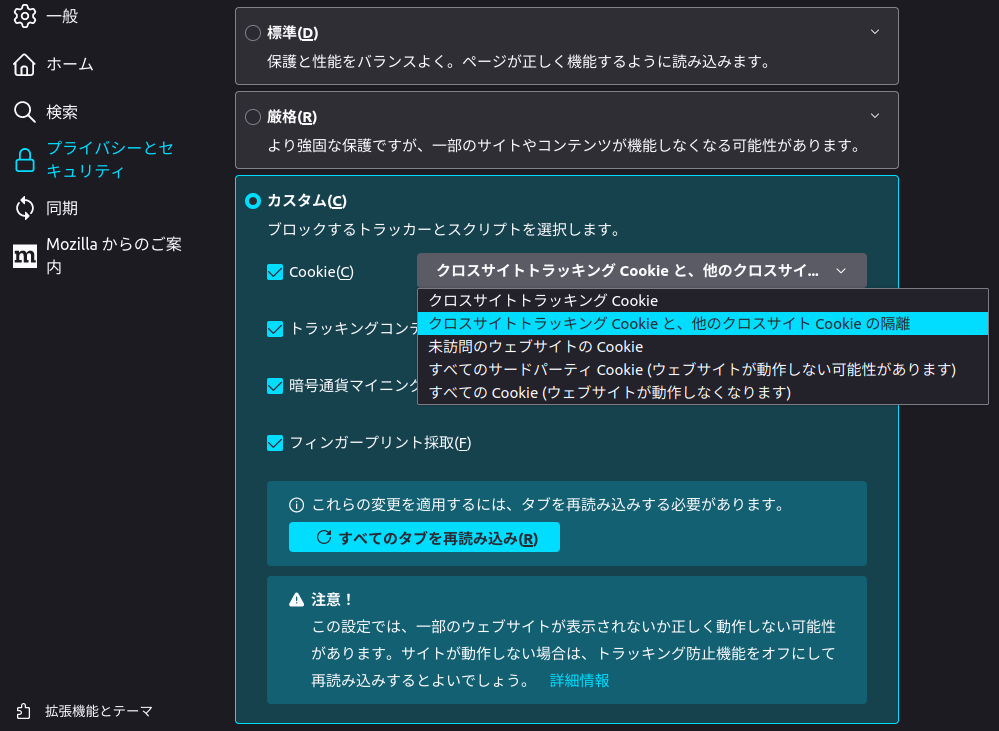 一般
ホーム
検索
プライバシーとセ
キュリティ
同期
Mozilla からのご案
内
拡張機能とテーマ
標準(D)
保護と性能をバランスよく。ページが正しく機能するように読み込みます。
厳格(R)
より強固な保護ですが、一部のサイトやコンテンツが機能しなくなる可能性があります。
カスタム(C)
ブロックするトラッカーとスクリプトを選択します。
Cookie(C)
クロスサイトトラッキング Cookie と、他のクロスサイ...
クロスサイトトラッキング Cookie
クロスサイトトラッキング Cookie と、他のクロスサイト Cookie の隔離
未訪問のウェブサイトの Cookie
すべてのサードパーティ Cookie (ウェブサイトが動作しない可能性があります)
すべての Cookie (ウェブサイトが動作しなくなります)
トラッキングコンテ
暗号通貨マイニング
フィンガープリント採取(F)
これらの変更を適用するには、タブを再読み込みする必要があります。
すべてのタブを再読み込み(R)
注意！
この設定では、一部のウェブサイトが表示されないか正しく動作しない可能性
があります。サイトが動作しない場合は、トラッキング防止機能をオフにして
再読み込みするとよいでしょう。 詳細情報